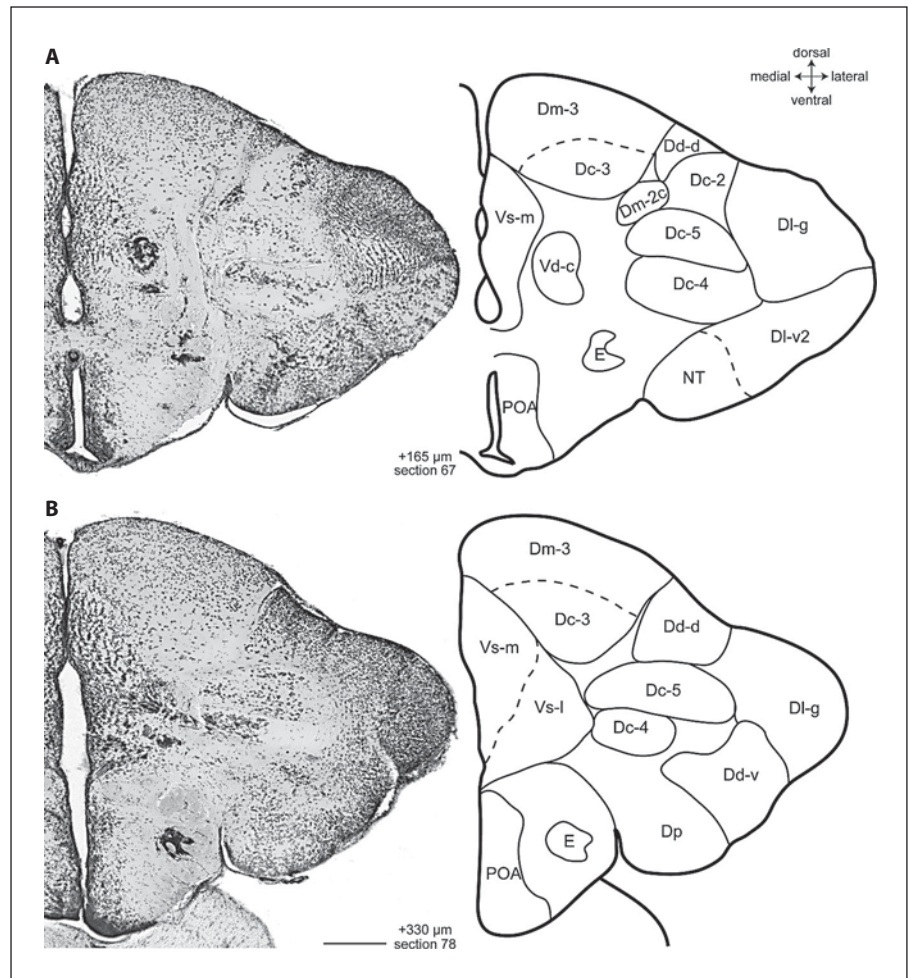 A
dorsal
medial lateral
ventral
Dm-3
Dd-d
Dc-3
Dc-2
Dm-2c
Vs-m
Dl-g
Dc-5
Vd-c
Dc-4
Dl-v2
E
NT
POA
+165 µm
section 67
B
Dm-3
Dc-3
Dd-d
Vs-m
Dc-5
Vs-l
Dl-g
Dc-4
Dd-v
E
Dp
POA
+330 µm
section 78